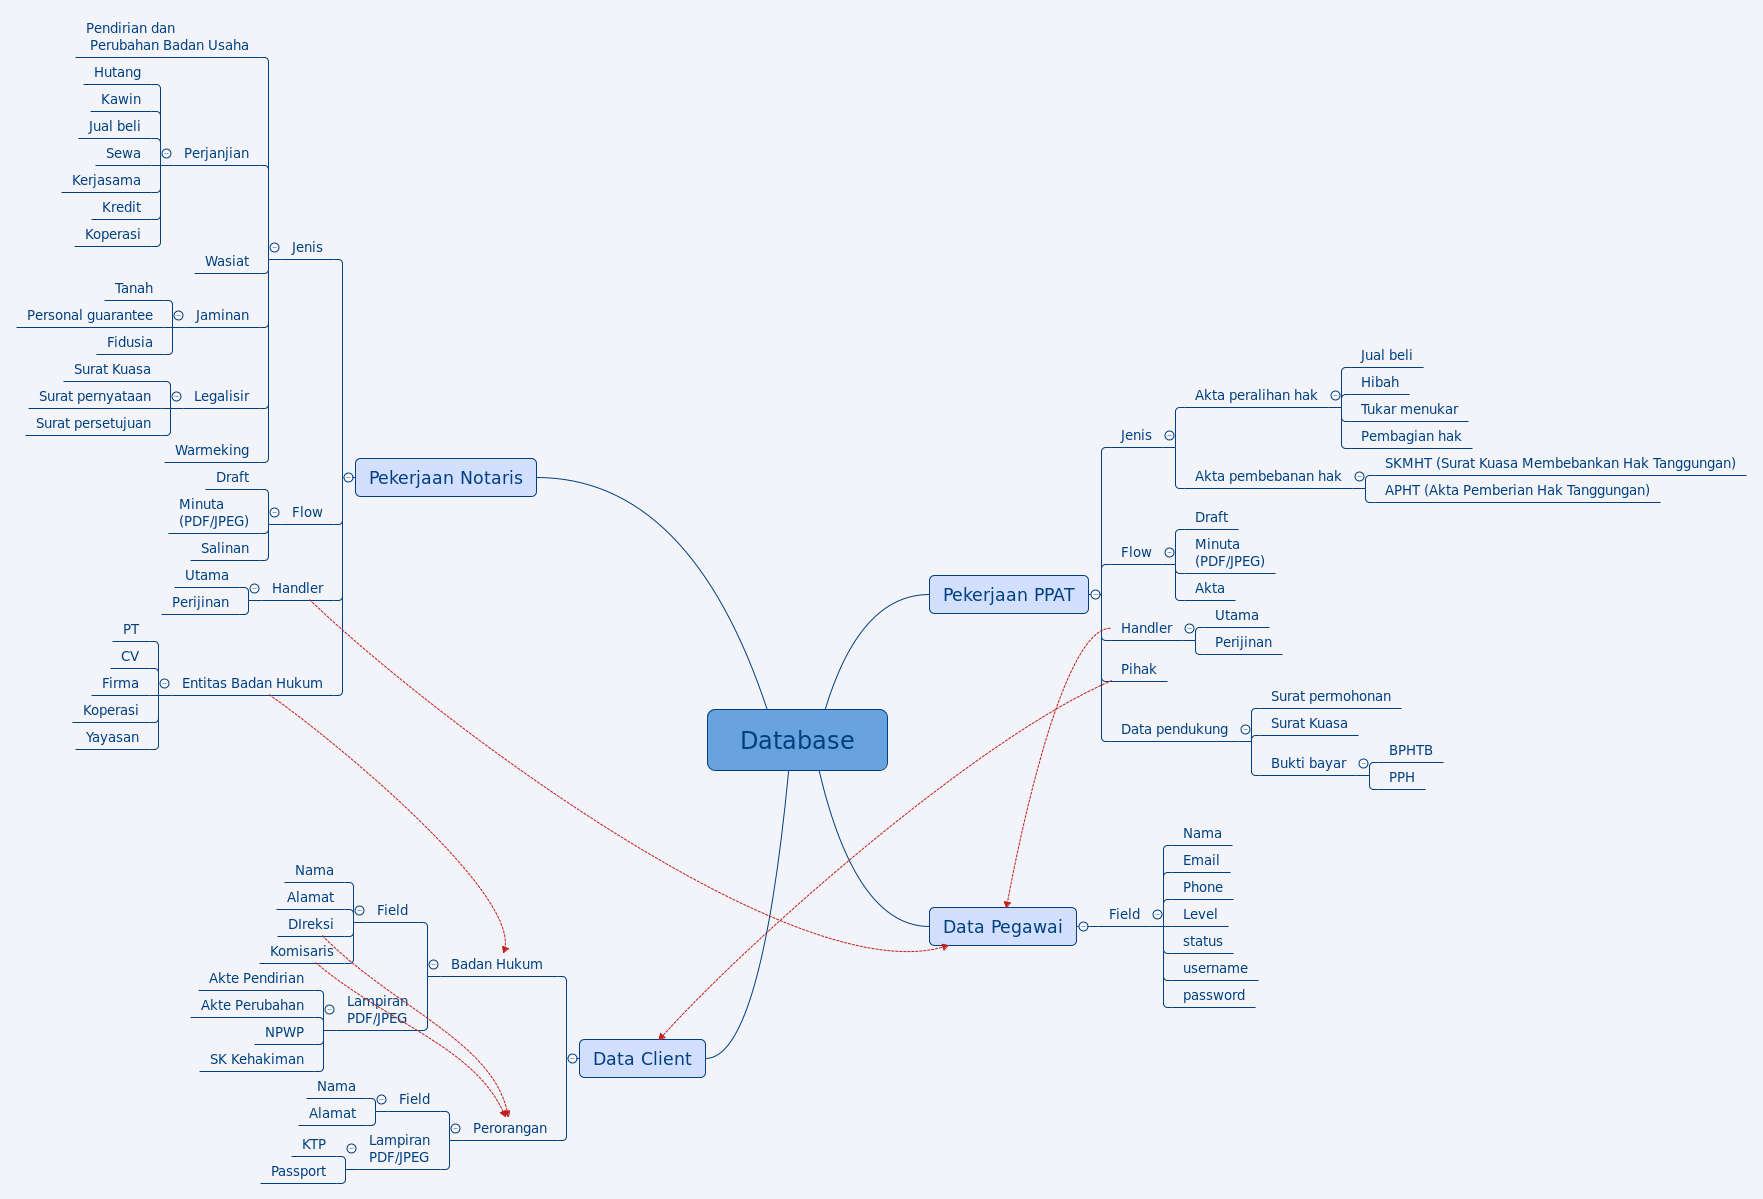 Database
Pekerjaan Notaris
Jenis
Pendirian dan
Perubahan Badan Usaha
Perjanjian
Hutang
Kawin
Jual beli
Sewa
Kerjasama
Kredit
Koperasi
Wasiat
Jaminan
Tanah
Personal guarantee
Fidusia
Legalisir
Surat Kuasa
Surat pernyataan
Surat persetujuan
Warmeking
Flow
Draft
Minuta
(PDF/JPEG)
Salinan
Handler
Utama
Perijinan
Entitas Badan Hukum
PT
CV
Firma
Koperasi
Yayasan
Pekerjaan PPAT
Jenis
Akta peralihan hak
Jual beli
Hibah
Tukar menukar
Pembagian hak
Akta pembebanan hak
SKMHT (Surat Kuasa Membebankan Hak Tanggungan)
APHT (Akta Pemberian Hak Tanggungan)
Flow
Draft
Minuta
(PDF/JPEG)
Akta
Handler
Utama
Perijinan
Pihak
Data pendukung
Surat permohonan
Surat Kuasa
Bukti bayar
BPHTB
PPH
Data Pegawai
Field
Nama
Email
Phone
Level
status
username
password
Data Client
Badan Hukum
Field
Nama
Alamat
DIreksi
Komisaris
Lampiran
PDF/JPEG
Akte Pendirian
Akte Perubahan
NPWP
SK Kehakiman
Perorangan
Field
Nama
Alamat
Lampiran
PDF/JPEG
KTP
Passport